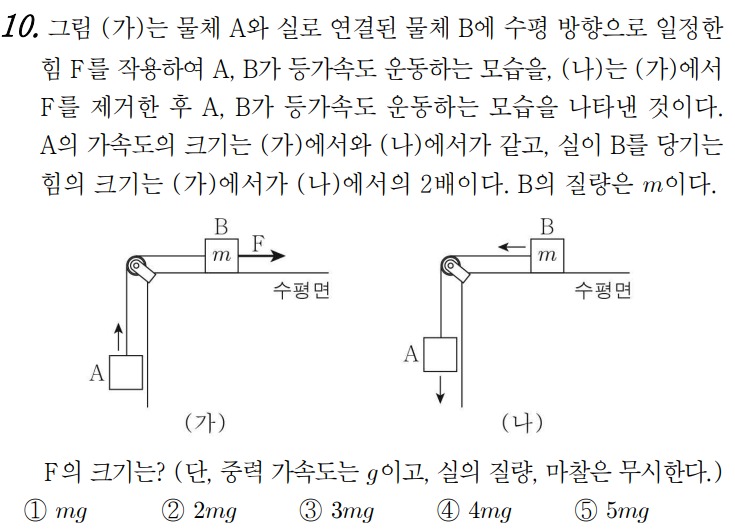 10. 그림 (가)는 물체 A와 실로 연결된 물체 B에 수평 방향으로 일정한
힘 F를 작용하여 A, B가 등가속도 운동하는 모습을, (나)는 (가)에서
F를 제거한 후 A, B가 등가속도 운동하는 모습을 나타낸 것이다.
A의 가속도의 크기는 (가)에서와 (나)에서가 같고, 실이 B를 당기는
힘의 크기는 (가)에서가 (나)에서의 2배이다. B의 질량은 m이다.
B
F
m
수평면
A
(가)
B
m
수평면
A
(나)
F의 크기는? (단, 중력 가속도는 g이고, 실의 질량, 마찰은 무시한다.)
① mg ② 2mg ③ 3mg ④ 4mg ⑤ 5mg